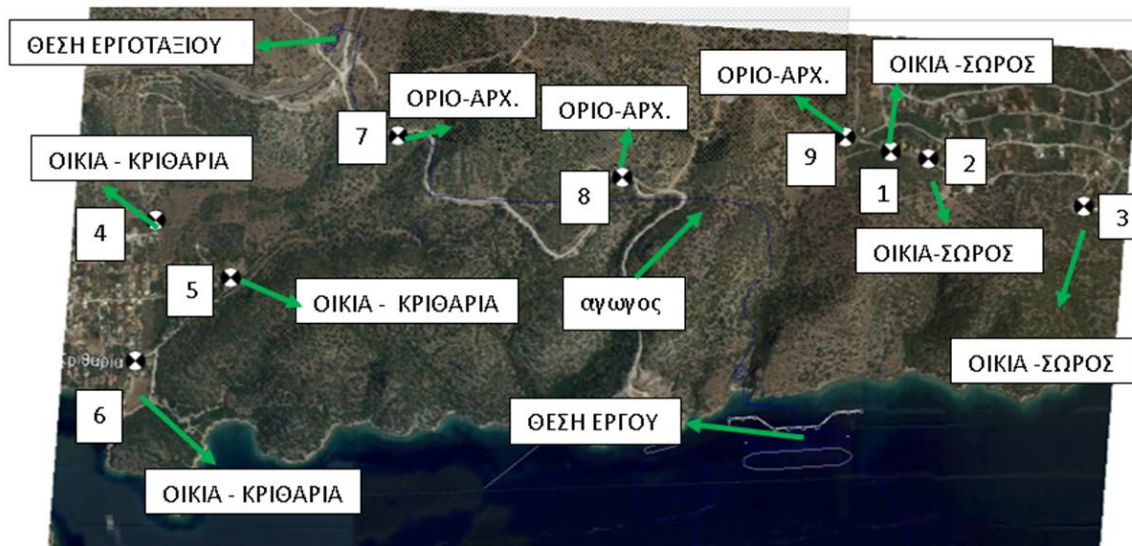 ΘΕΣΗ ΕΡΓΟΤΑΞΙΟΥ
ΟΡΙΟ-ΑΡΧ.
ΟΙΚΙΑ -ΣΩΡΟΣ
ΟΡΙΟ-ΑΡΧ.
ΟΡΙΟ-ΑΡΧ.
7
9
2
ΟΙΚΙΑ - ΚΡΙΘΑΡΙΑ
8
1
3
4
ΟΙΚΙΑ-ΣΩΡΟΣ
5
ΟΙΚΙΑ - ΚΡΙΘΑΡΙΑ
αγωγος
Κριθαριά
ΟΙΚΙΑ -ΣΩΡΟΣ
6
ΘΕΣΗ ΕΡΓΟΥ
ΟΙΚΙΑ - ΚΡΙΘΑΡΙΑ